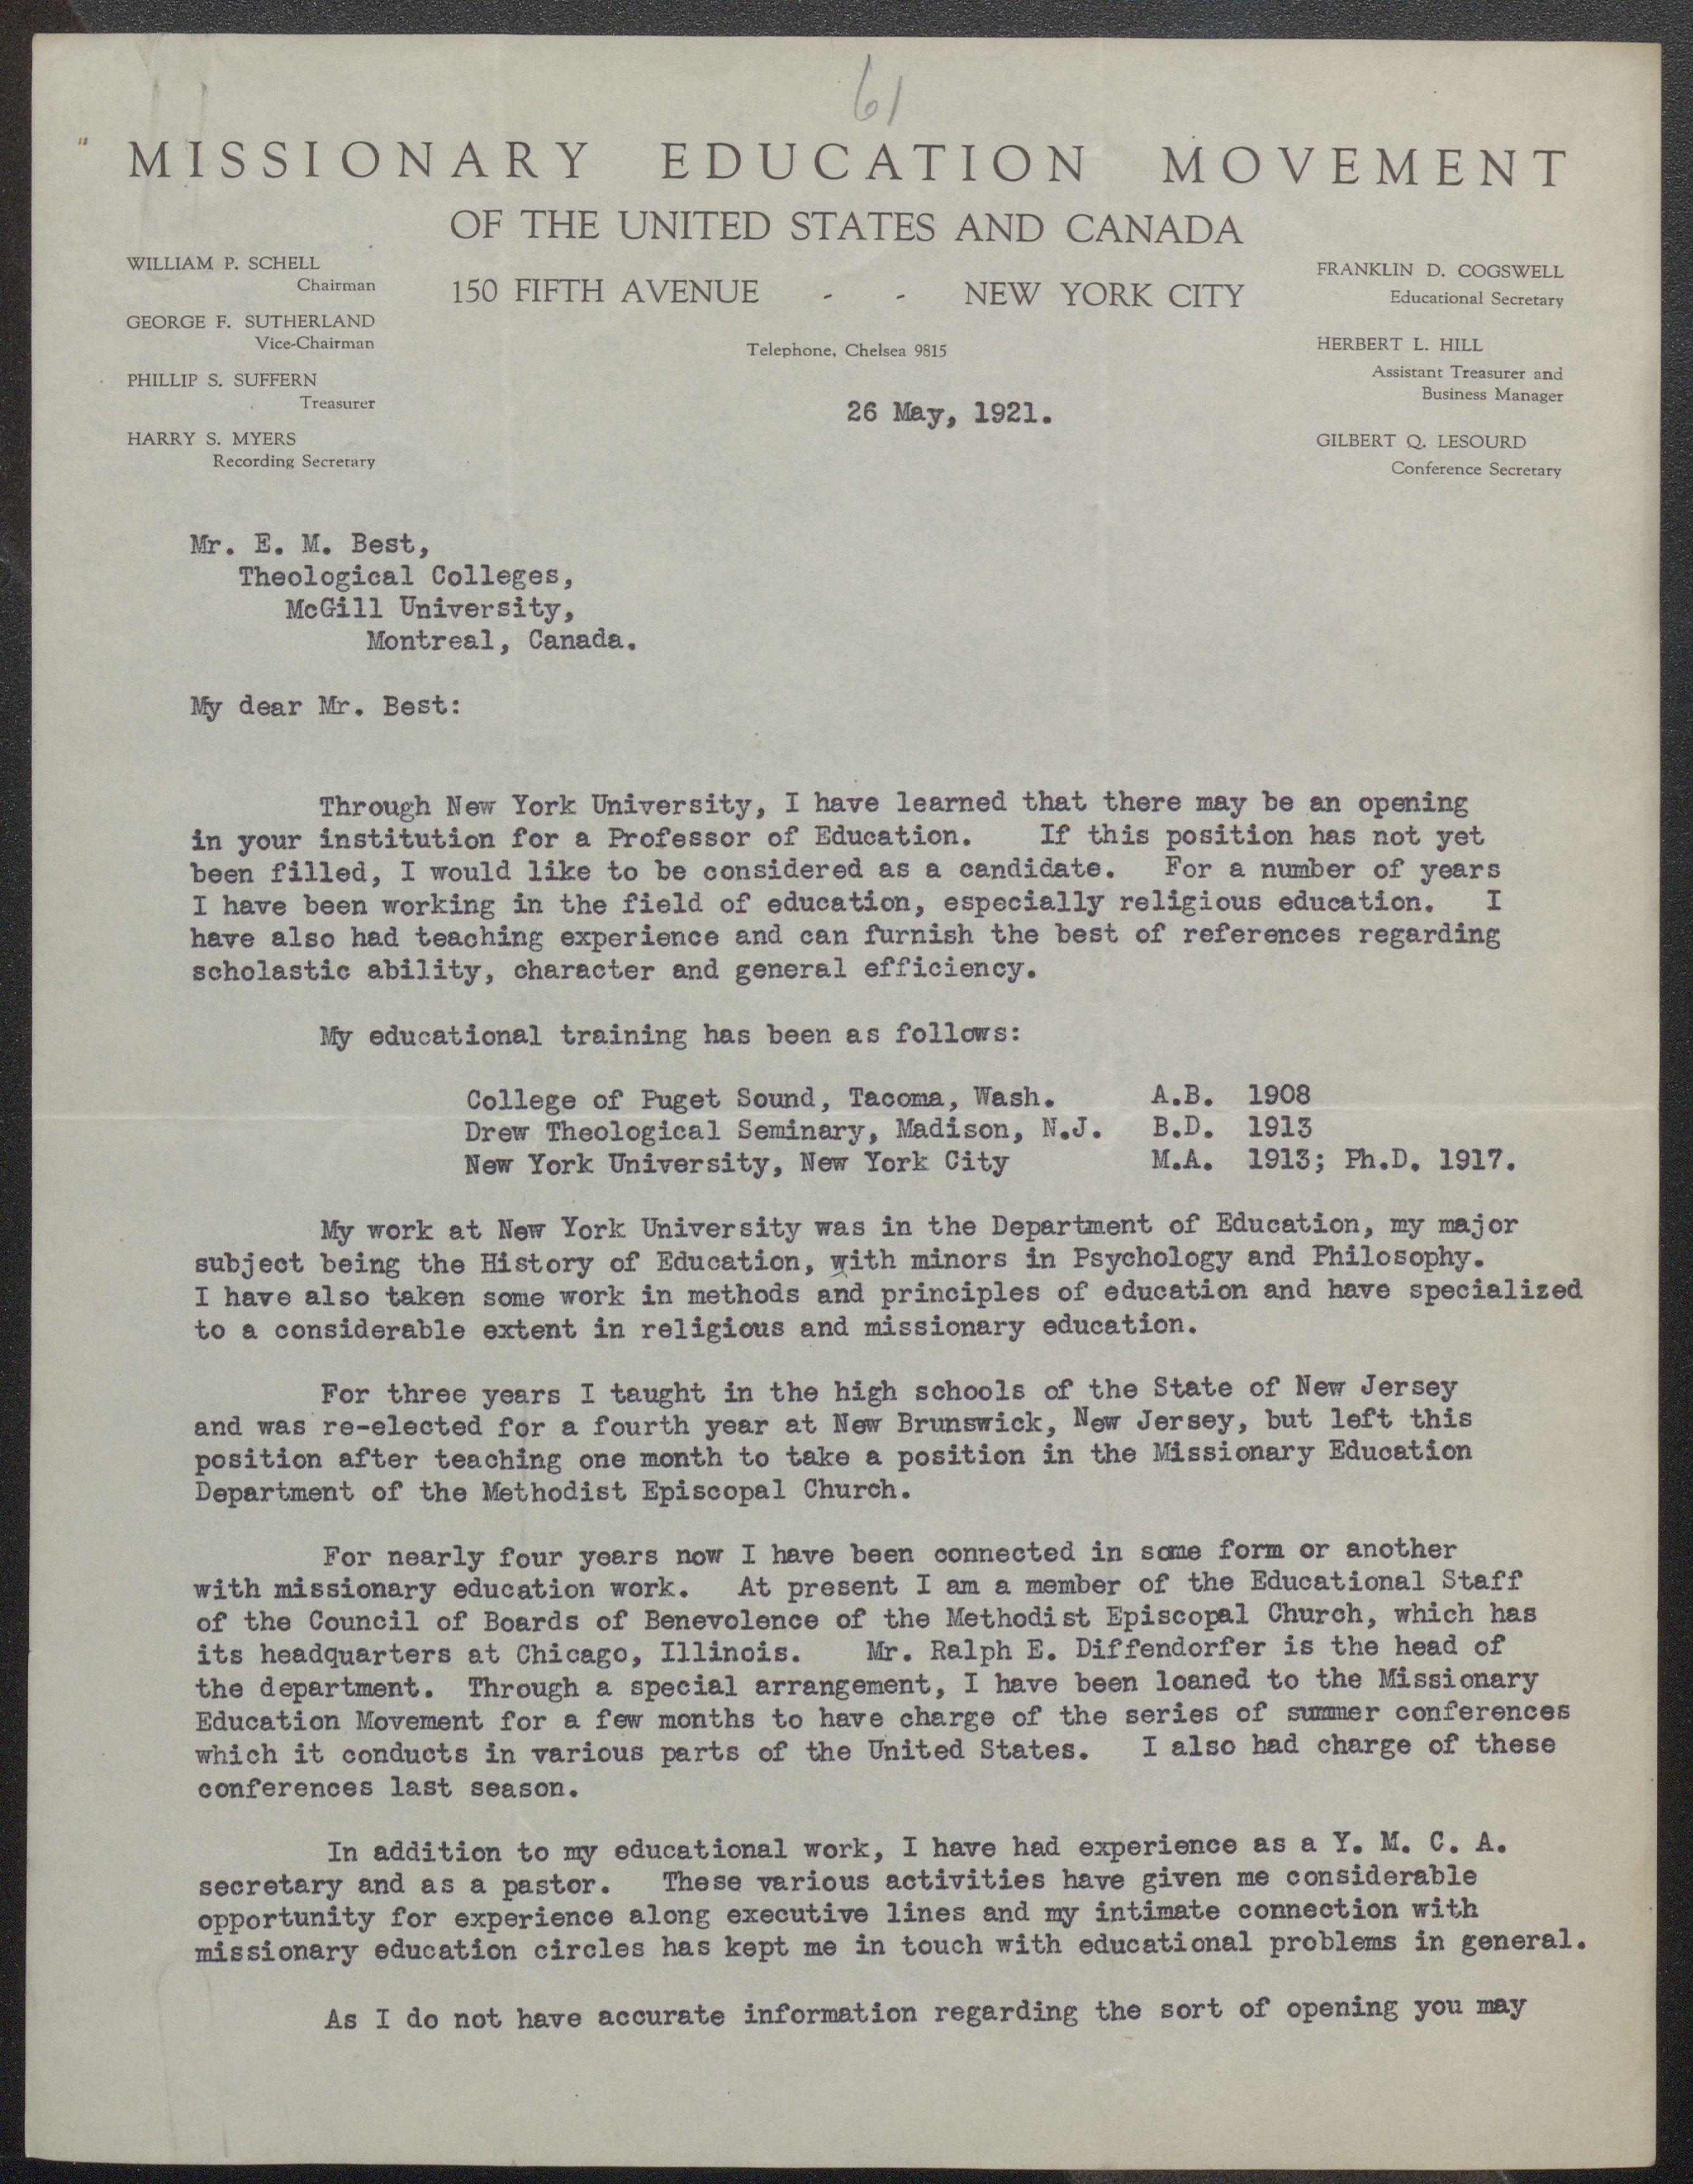 61
MISSIONARY EDUCATION MOVEMENT
OF THE UNITED STATES AND CANADA
150 FIFTH AVENUE - - NEW YORK CITY
Telephone, Chelsea 9815
WILLIAM P. SCHELL
Chairman
GEORGE F. SUTHERLAND
Vice-Chairman
PHILLIP S. SUFFERN
Treasurer
HARRY S. MYERS
Recording Secretary
FRANKLIN D. COGSWELL
Educational Secretary
HERBERT L. HILL
Assistant Treasurer and
Business Manager
GILBERT Q. LESOURD
Conference Secretary
26 May, 1921.
Mr. E. M. Best,
Theological Colleges,
McGill University,
Montreal, Canada.
My dear Mr. Best:
Through New York University, I have learned that there may be an opening
in your institution for a Professor of Education. If this position has not yet
been filled, I would like to be considered as a candidate. For a number of years
I have been working in the field of education, especially religious education. I
have also had teaching experience and can furnish the best of references regarding
scholastic ability, character and general efficiency.
My educational training has been as follows:
College of Puget Sound, Tacoma, Wash. A.B. 1908
Drew Theological Seminary, Madison, N.J. B.D. 1913
New York University, New York City M.A. 1913; Ph.D. 1917.
My work at New York University was in the Department of Education, my major
subject being the History of Education, with minors in Psychology and Philosophy.
I have also taken some work in methods and principles of education and have specialized
to a considerable extent in religious and missionary education.
For three years I taught in the high schools of the State of New Jersey
and was re-elected for a fourth year at New Brunswick, New Jersey, but left this
position after teaching one month to take a position in the Missionary Education
Department of the Methodist Episcopal Church.
For nearly four years now I have been connected in some form or another
with missionary education work. At present I am a member of the Educational Staff
of the Council of Boards of Benevolence of the Methodist Episcopal Church, which has
its headquarters at Chicago, Illinois. Mr. Ralph E. Diffendorfer is the head of
the department. Through a special arrangement, I have been loaned to the Missionary
Education Movement for a few months to have charge of the series of summer conferences
which it conducts in various parts of the United States. I also had charge of these
conferences last season.
In addition to my educational work, I have had experience as a Y. M. C. A.
secretary and as a pastor. These various activities have given me considerable
opportunity for experience along executive lines and my intimate connection with
missionary education circles has kept me in touch with educational problems in general.
As I do not have accurate information regarding the sort of opening you may